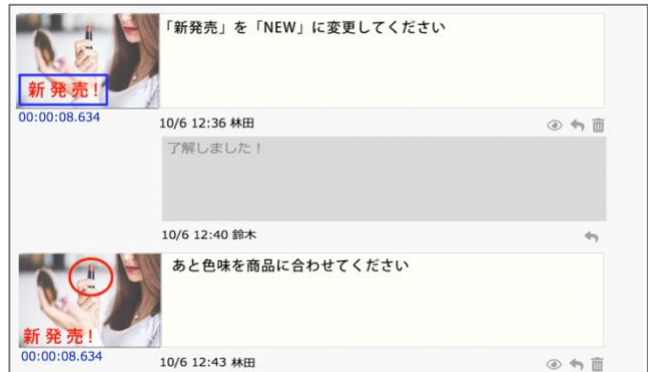 「新発売」を「NEW」に変更してください
新発売!
00:00:08.634
10/6 12:36 林田
了解しました!
10/6 12:40 鈴木
あと色味を商品に合わせてください
新発売!
00:00:08.634
10/6 12:43 林田